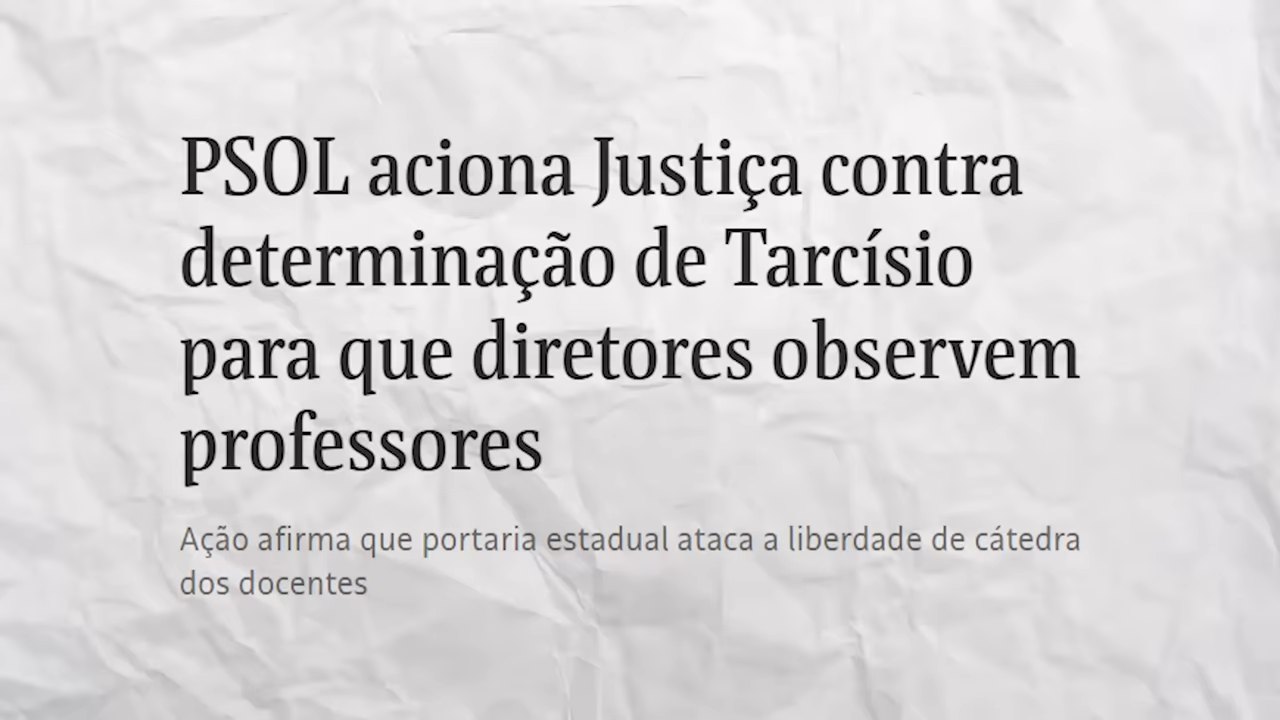 PSOL aciona Justiça contra
determinação de Tarcísio
para que diretores observem
professores
Ação afirma que portaria estadual ataca a liberdade de cátedra
dos docentes